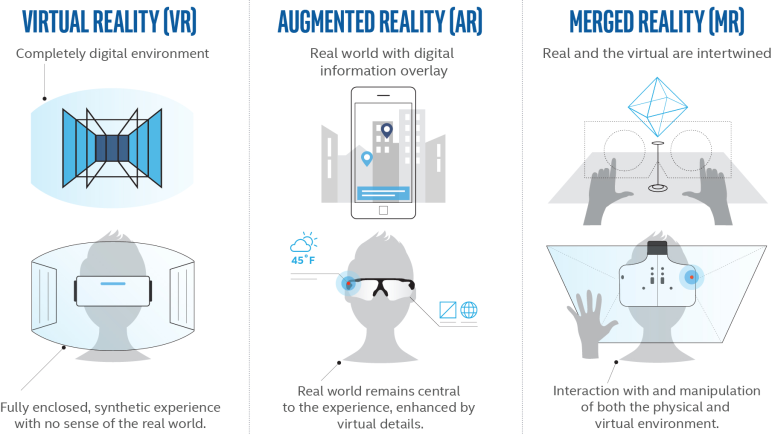 VIRTUAL REALITY (VR)
Completely digital environment
Fully enclosed, synthetic experience
with no sense of the real world.
AUGMENTED REALITY (AR)
Real world with digital
information overlay
45°F
Real world remains central
to the experience, enhanced by
virtual details.
MERGED REALITY (MR)
Real and the virtual are intertwined
Interaction with and manipulation
of both the physical and
virtual environment.